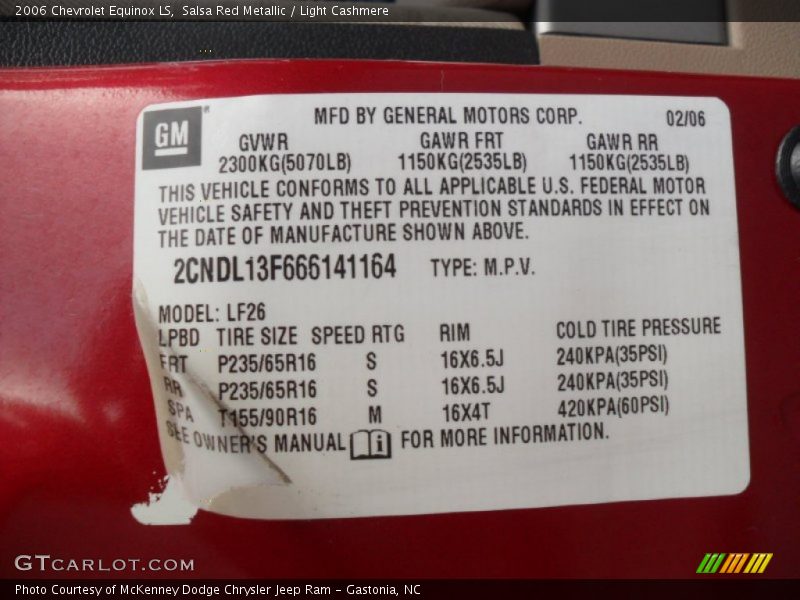 2006 Chevrolet Equinox LS,  Salsa Red Metallic / Light Cashmere
GM
MFD BY GENERAL MOTORS CORP. 02/06
GVWR GAWR FRT GAWR RR
2300KG(5070LB) 1150KG(2535LB) 1150KG(2535LB)
THIS VEHICLE CONFORMS TO ALL APPLICABLE U.S. FEDERAL MOTOR
VEHICLE SAFETY AND THEFT PREVENTION STANDARDS IN EFFECT ON
THE DATE OF MANUFACTURE SHOWN ABOVE.
2CNDL13F666141164 TYPE: M.P.V.
MODEL: LF26
LPBD TIRE SIZE SPEED RTG RIM COLD TIRE PRESSURE
FRT P235/65R16 S 16X6.5J 240KPA(35PSI)
RR P235/65R16 S 16X6.5J 240KPA(35PSI)
SPA T155/90R16 M 16X4T 420KPA(60PSI)
SEE OWNER'S MANUAL FOR MORE INFORMATION.
GTCARLOT.COM
Photo Courtesy of McKenney Dodge Chrysler Jeep Ram – Gastonia, NC